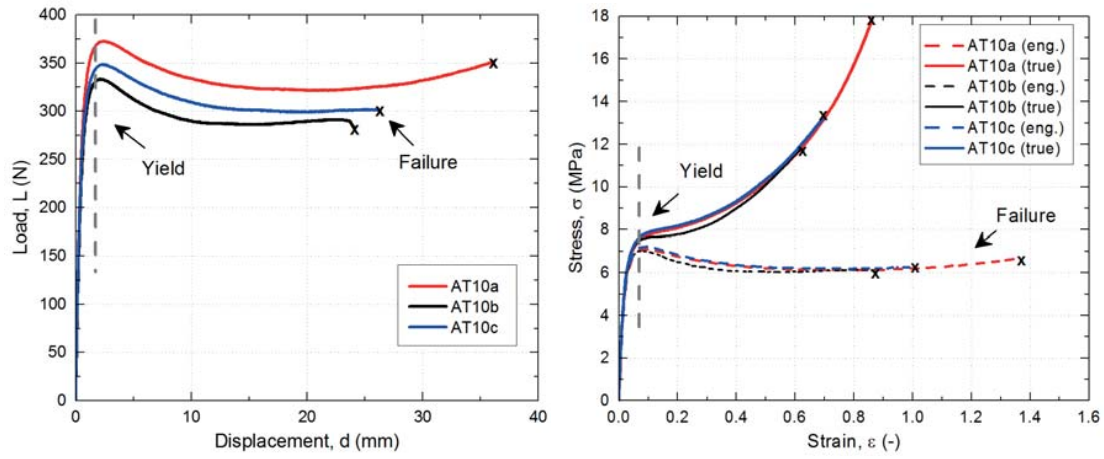 400
350
300
250
200
150
100
50
0
Load, L (N)
Yield
Failure
x
x
x
AT10a
AT10b
AT10c
0
10
20
30
40
Displacement, d (mm)
18
16
14
12
10
8
6
4
2
0
Stress, σ (MPa)
AT10a (eng.)
AT10a (true)
AT10b (eng.)
AT10b (true)
AT10c (eng.)
AT10c (true)
Yield
Failure
x
x
x
x
x
x
0.0
0.2
0.4
0.6
0.8
1.0
1.2
1.4
1.6
Strain, ε (-)